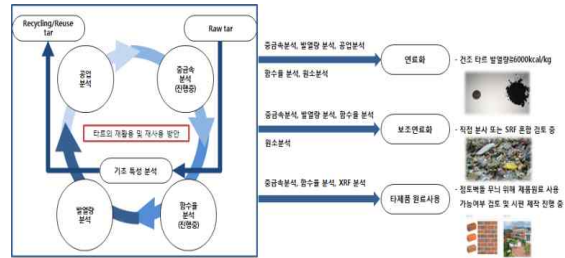 Recycling/Reuse
tar
Raw tar
공업
분석
중금속
분석
(진행중)
타르의 재활용 및 재사용 방안
기초 특성 분석
발열량
분석
함수율
분석
(진행중)
중금속분석, 발열량 분석, 공업분석
함수율 분석, 원소분석
연료화
- 건조 타르 발열량≒6000kcal/kg
중금속분석, 발열량 분석, 함수율 분석
원소분석
보조연료화
- 직접 분사 또는 SRF 혼합 검토 중
중금속분석, 함수율 분석, XRF 분석
타제품 원료사용
- 점토벽돌 무늬 위해 제품원료 사용
가능여부 검토 및 시편 제작 진행 중